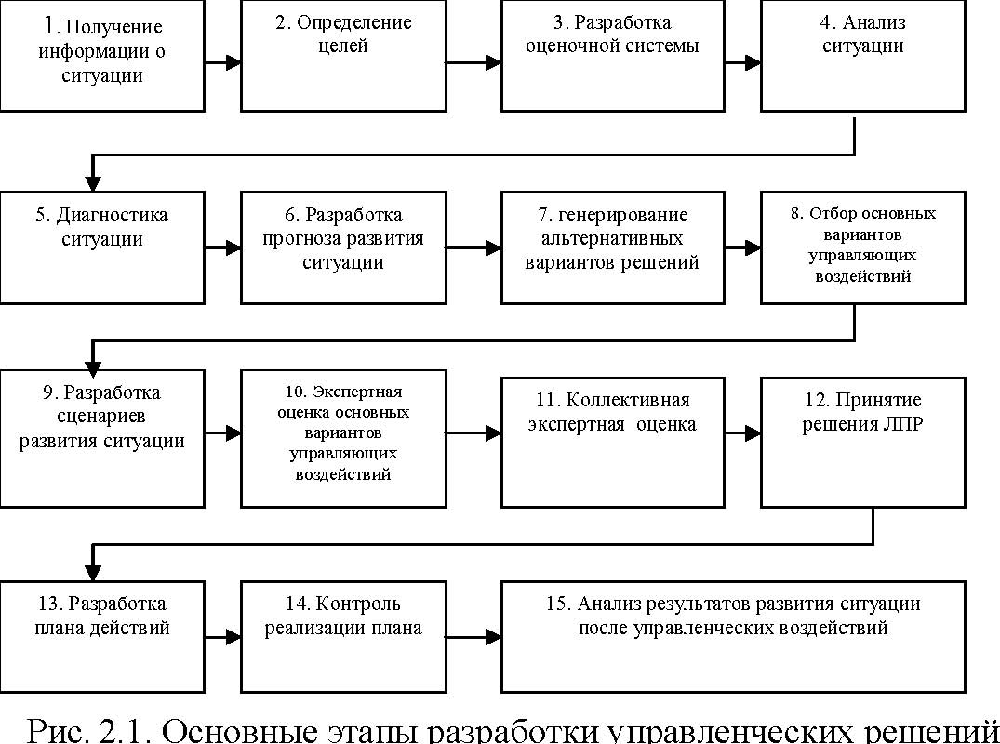 1. Получение
информации о
ситуации
2. Определение
целей
3. Разработка
оценочной системы
4. Анализ
ситуации
5. Диагностика
ситуации
6. Разработка
прогноза развития
ситуации
7. генерирование
альтернативных
вариантов решений
8. Отбор основных
вариантов
управляющих
воздействий
9. Разработка
сценариев
развития ситуации
10. Экспертная
оценка основных
вариантов
управляющих
воздействий
11. Коллективная
экспертная оценка
12. Принятие
решения ЛПР
13. Разработка
плана действий
14. Контроль
реализации плана
15. Анализ результатов развития ситуации
после управленческих воздействий
Рис. 2.1. Основные этапы разработки управленческих решений